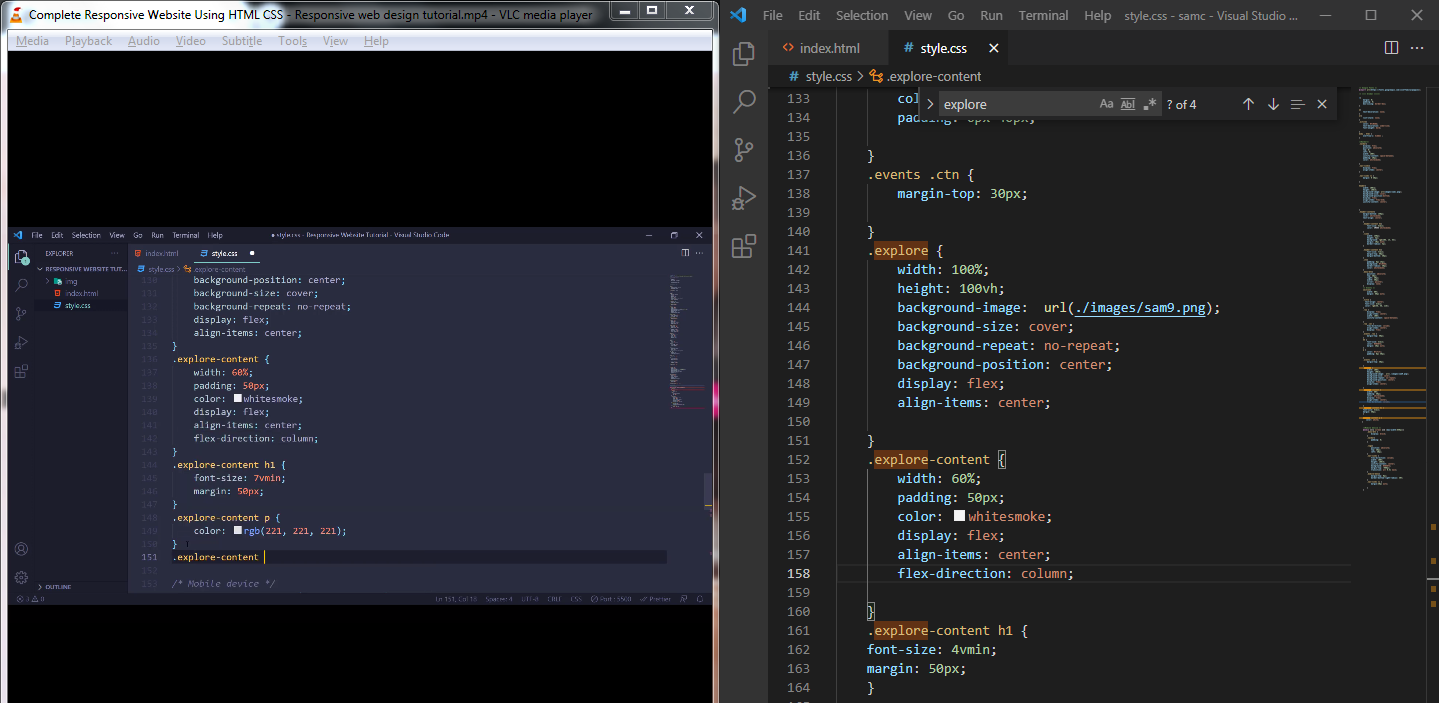 Complete Responsive Website Using HTML CSS - Responsive web design tutorial.mp4 - VLC media player
Media Playback Audio Video Subtitle Tools View Help
File Edit Selection View Go Run Terminal Help
style.css - Responsive Website Tutorial - Visual Studio Code
EXPLORER
RESPONSIVE WEBSITE TUT...
img
index.html
style.css
index.html
style.css
style.css > .explore-content
130 background-position: center;
131 background-size: cover;
132 background-repeat: no-repeat;
133 display: flex;
134 align-items: center;
135 }
136 .explore-content {
137 width: 60%;
138 padding: 50px;
139 color: whitesmoke;
140 display: flex;
141 align-items: center;
142 flex-direction: column;
143 }
144 .explore-content h1 {
145 font-size: 7vmin;
146 margin: 50px;
147 }
148 .explore-content p {
149 color: rgb(221, 221, 221);
150 }
151 .explore-content
152
153 /* Mobile device */
OUTLINE
Ln 151, Col 18 Spaces: 4 UTF-8 CRLF CSS Port : 5500 Prettier
File Edit Selection View Go Run Terminal Help
style.css - samc - Visual Studio ...
index.html
# style.css
# style.css > .explore-content
explore
Aa Abl .*
? of 4
133 col
134 padding: 6px 40px;
135
136 }
137 .events .ctn {
138 margin-top: 30px;
139
140 }
141 .explore {
142 width: 100%;
143 height: 100vh;
144 background-image: url(./images/sam9.png);
145 background-size: cover;
146 background-repeat: no-repeat;
147 background-position: center;
148 display: flex;
149 align-items: center;
150
151 }
152 .explore-content {
153 width: 60%;
154 padding: 50px;
155 color: whitesmoke;
156 display: flex;
157 align-items: center;
158 flex-direction: column;
159
160 }
161 .explore-content h1 {
162 font-size: 4vmin;
163 margin: 50px;
164 }